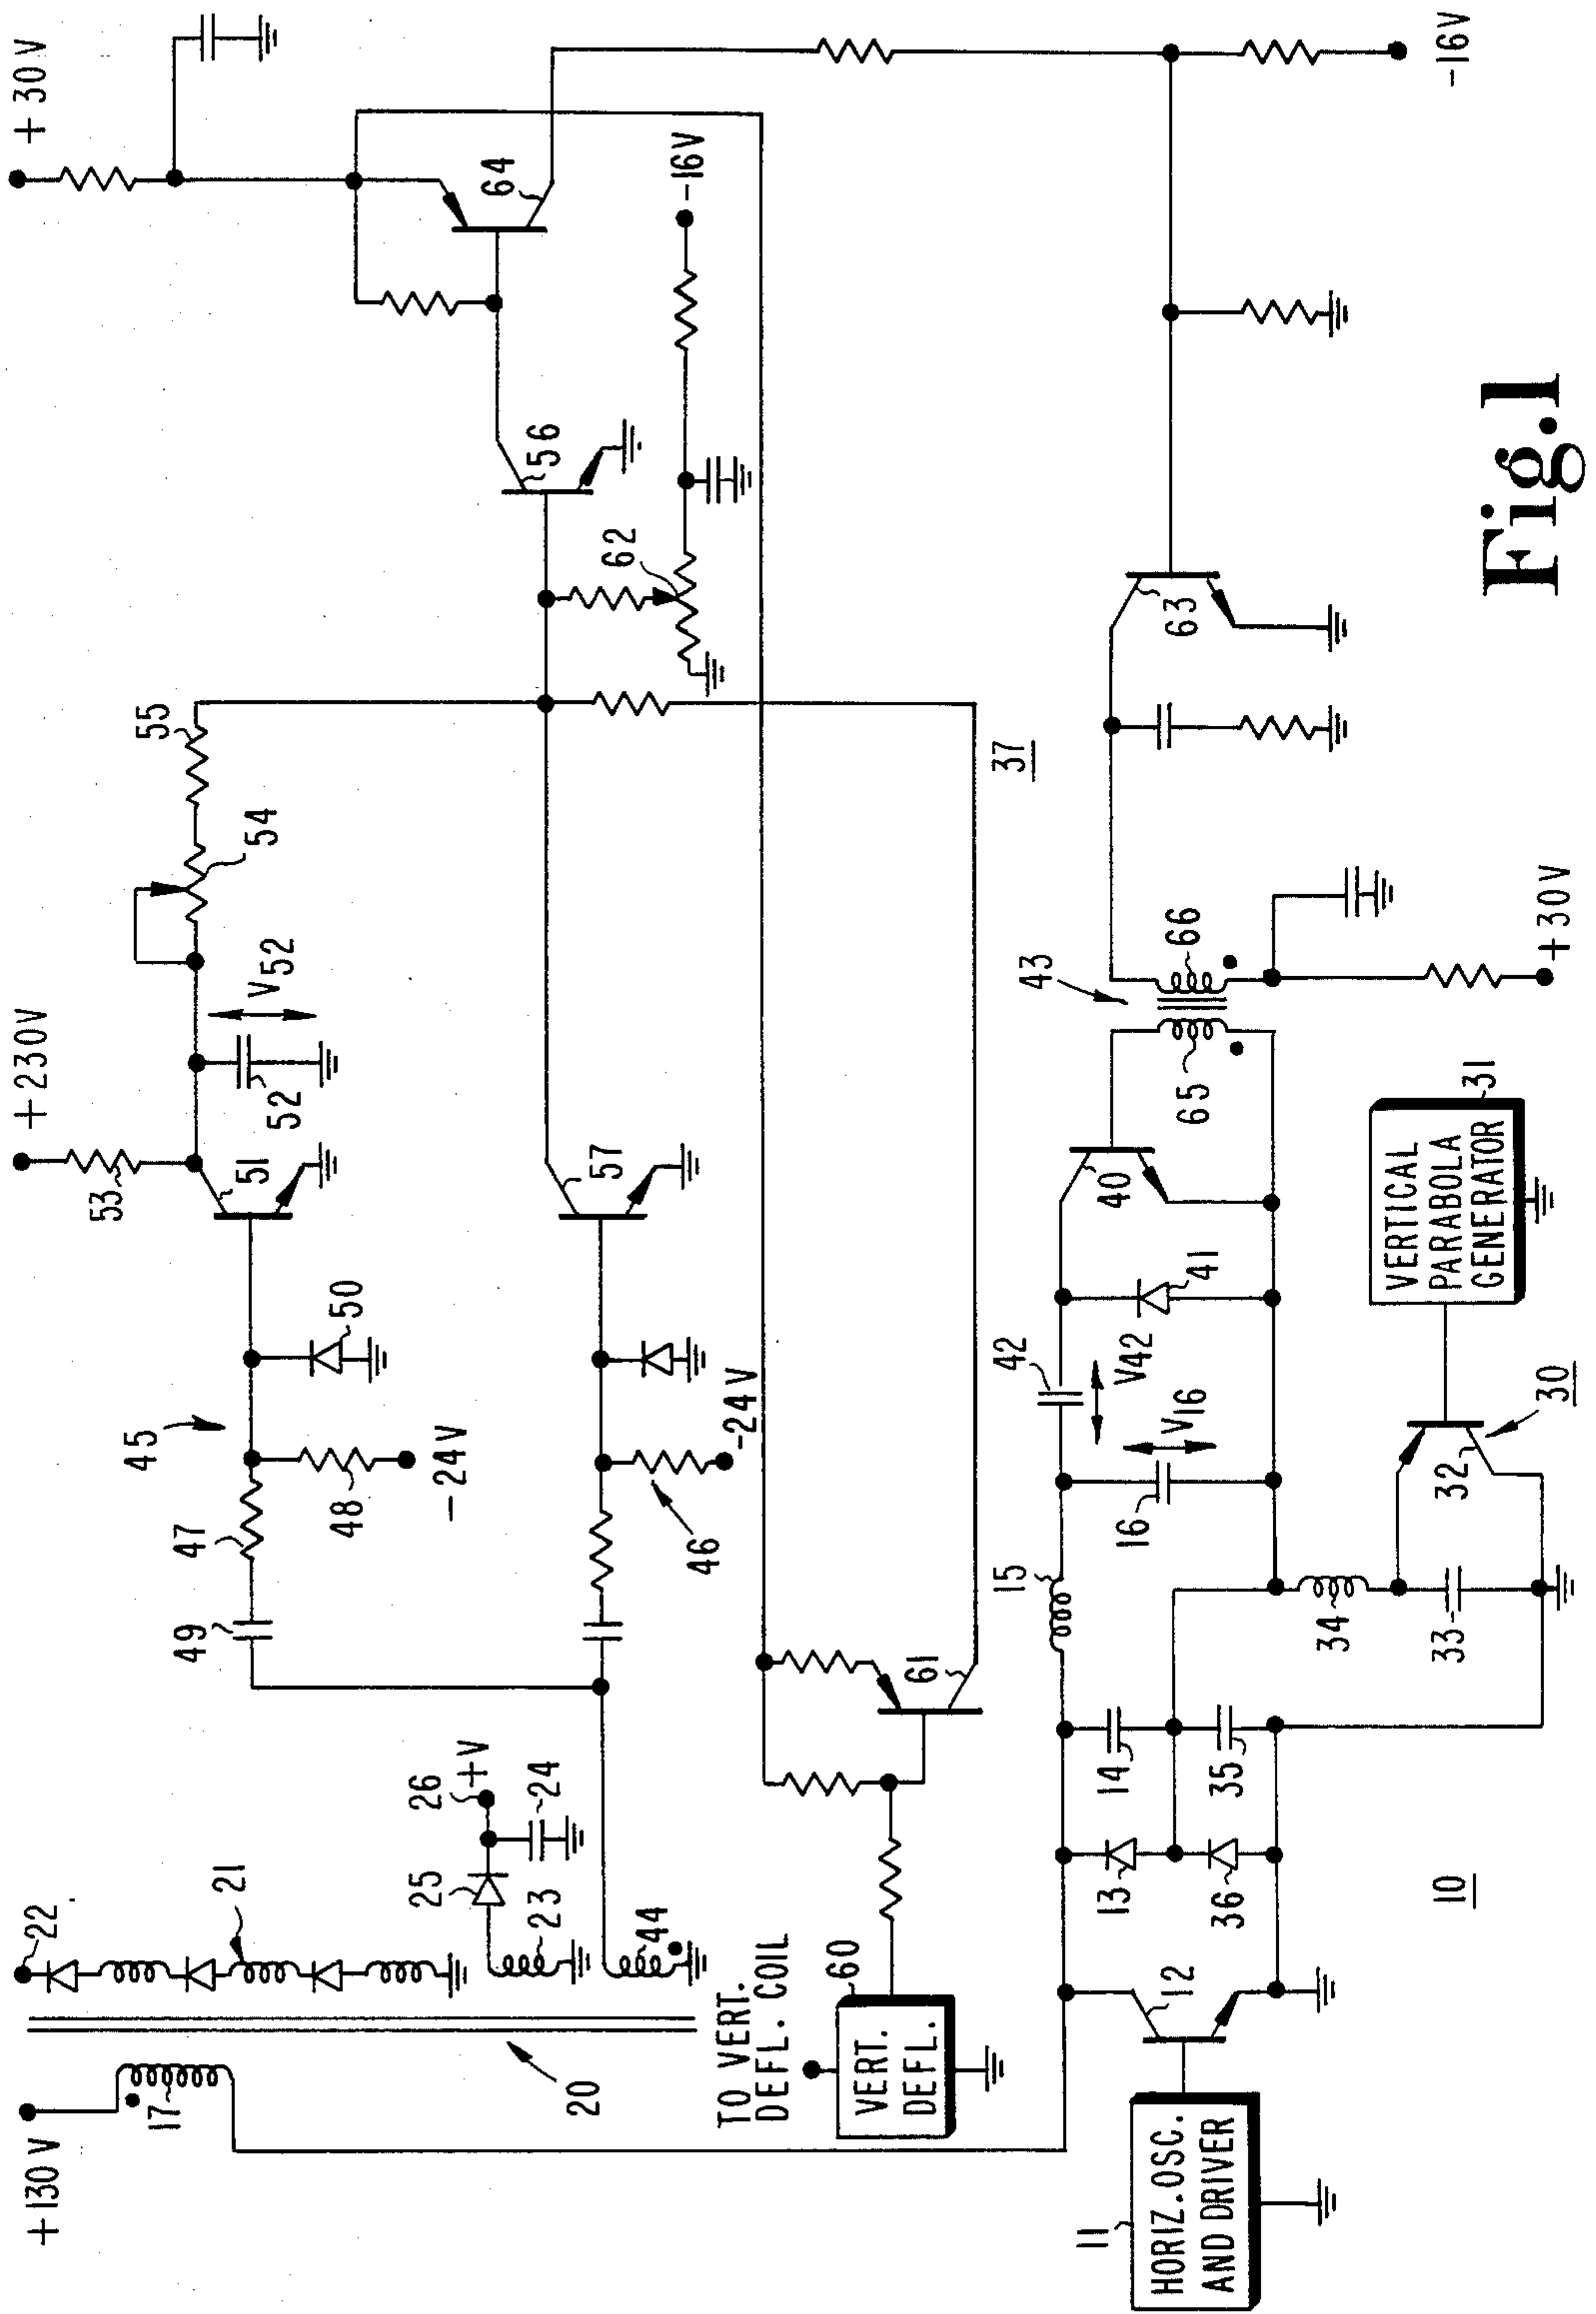 +130V
17
20
22
21
25
26
+V
24
23
44
TO VERT.
DEFL. COIL
60
VERT.
DEFL.
61
49
47
45
48
-24V
50
46
-24V
+230V
53
51
52
V52
54
55
57
56
62
-16V
64
+30V
-16V
37
63
43
66
65
+30V
40
41
42
V42
V16
16
15
14
13
35
36
34
33
32
30
31
VERTICAL
PARABOLA
GENERATOR
12
11
HORIZ. OSC.
AND DRIVER
10
Fig.1